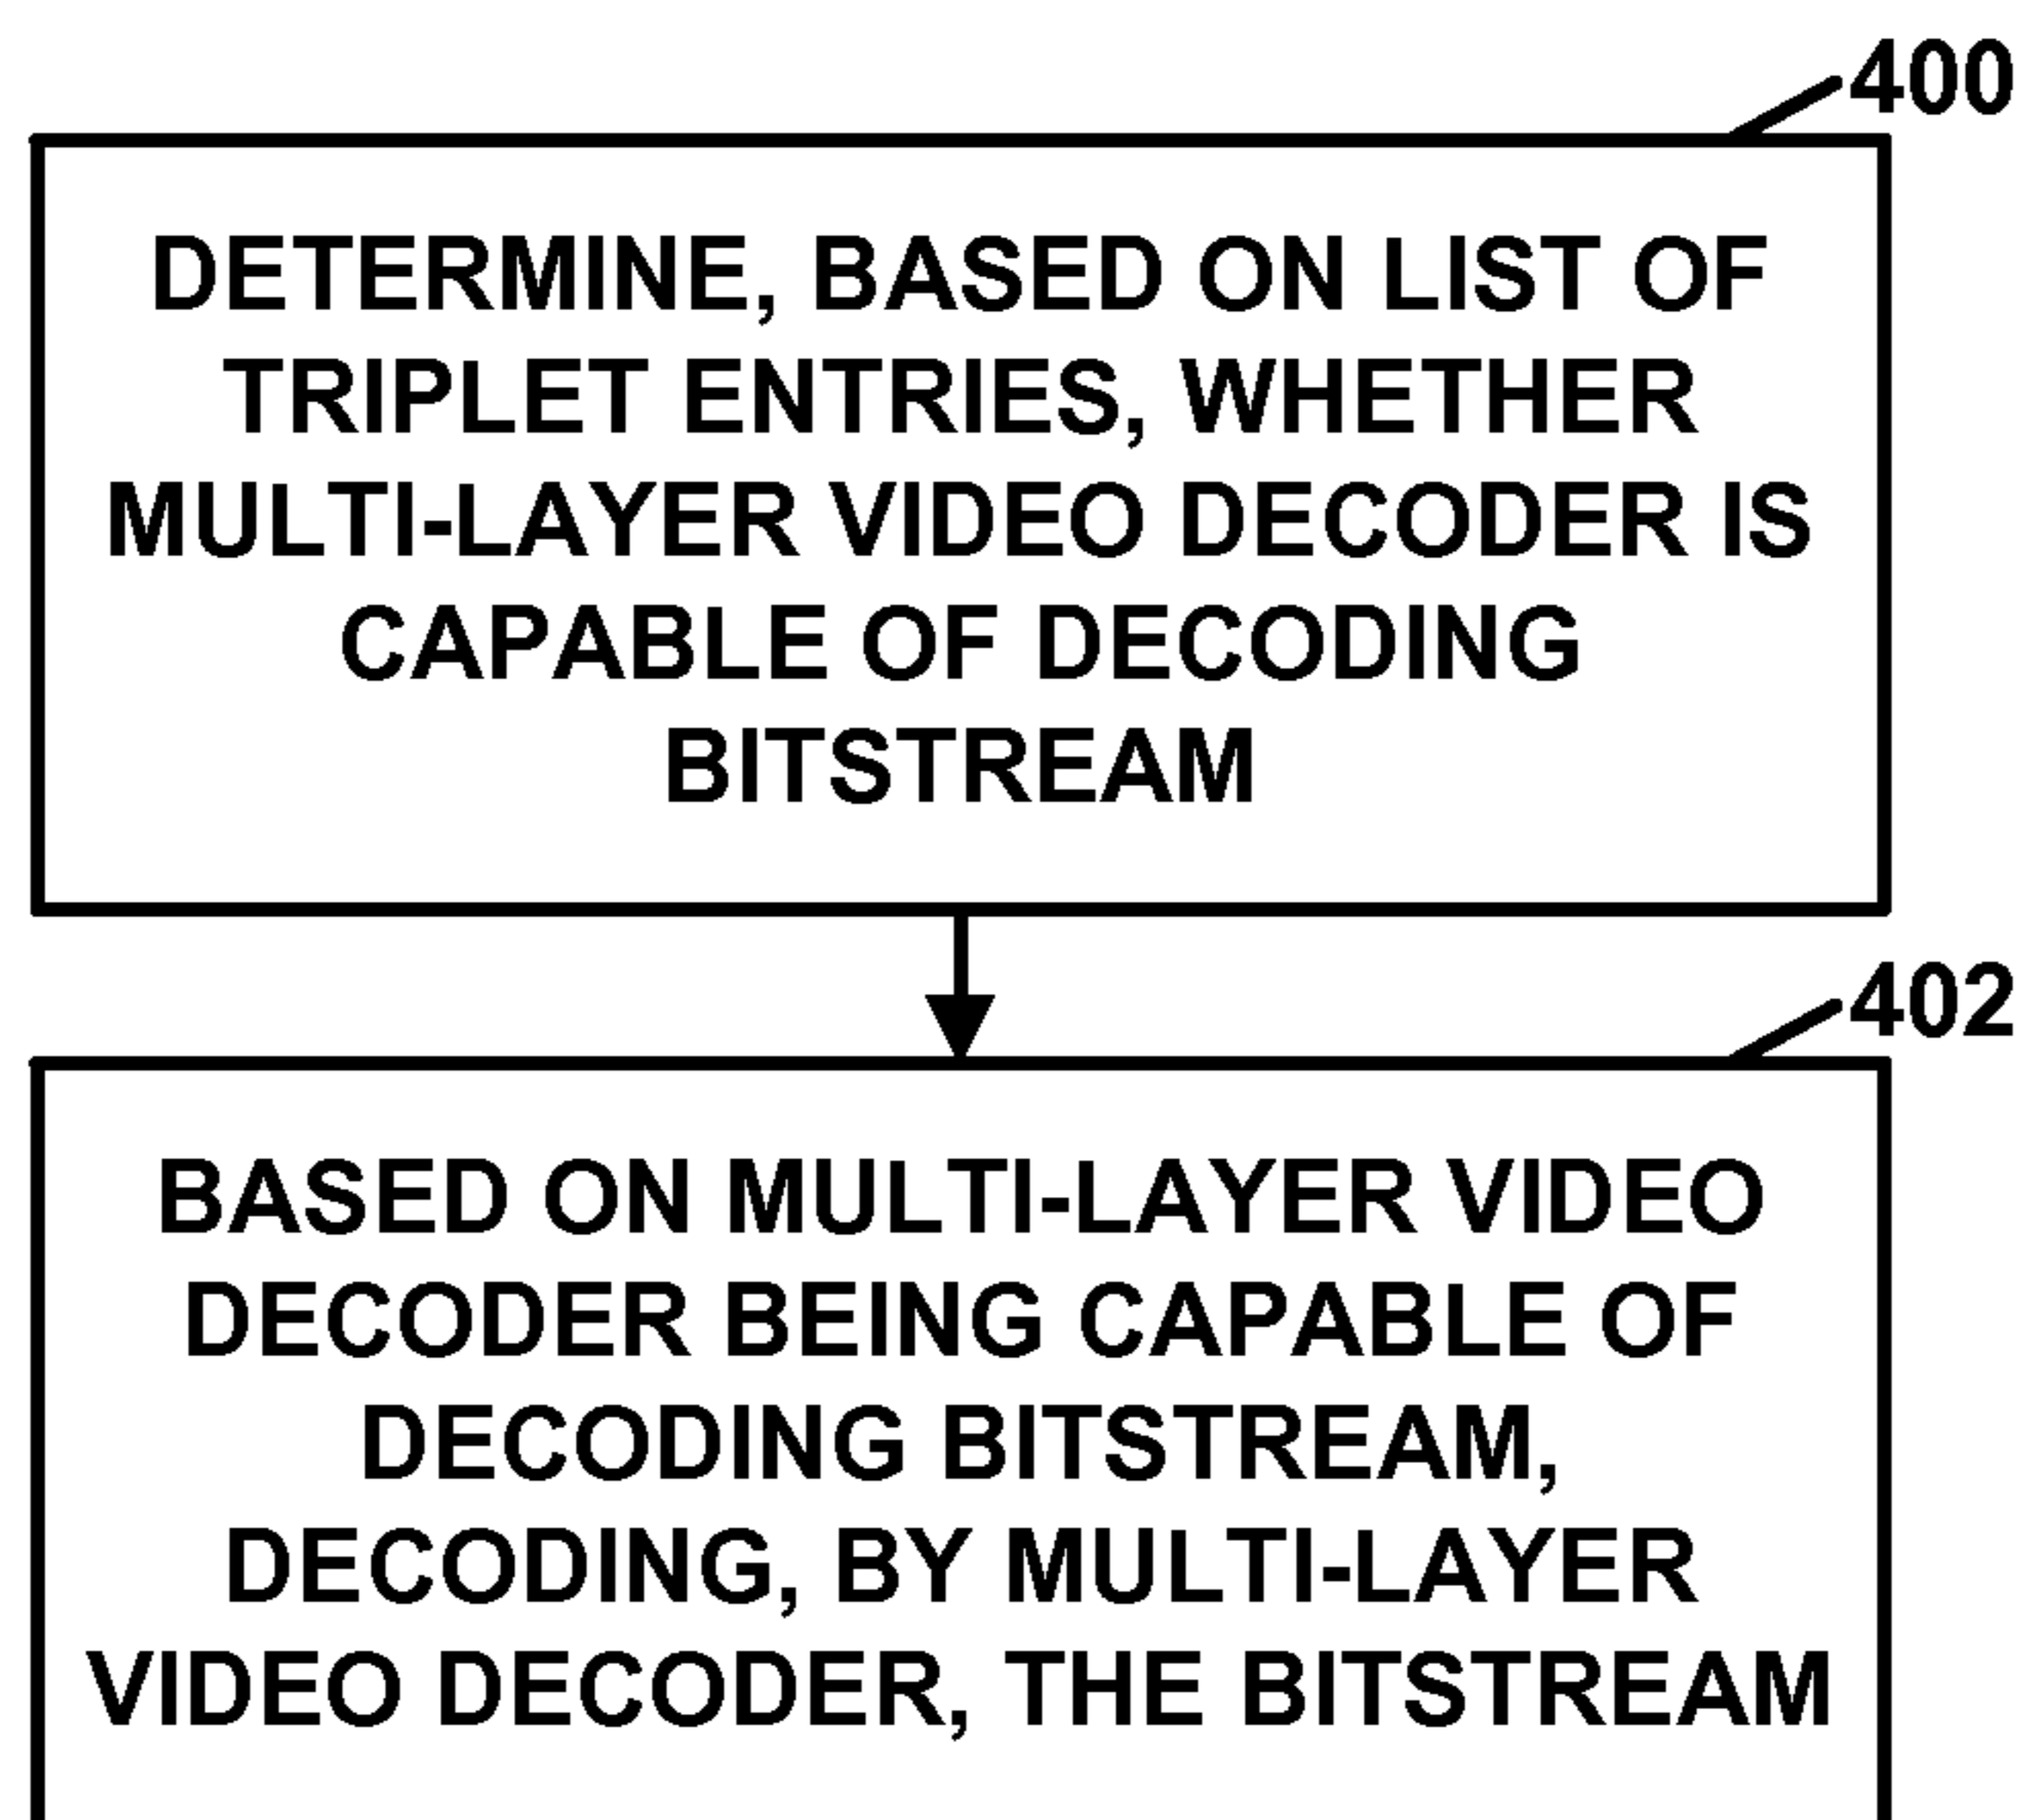 400
DETERMINE, BASED ON LIST OF
TRIPLET ENTRIES, WHETHER
MULTI-LAYER VIDEO DECODER IS
CAPABLE OF DECODING
BITSTREAM
402
BASED ON MULTI-LAYER VIDEO
DECODER BEING CAPABLE OF
DECODING BITSTREAM,
DECODING, BY MULTI-LAYER
VIDEO DECODER, THE BITSTREAM